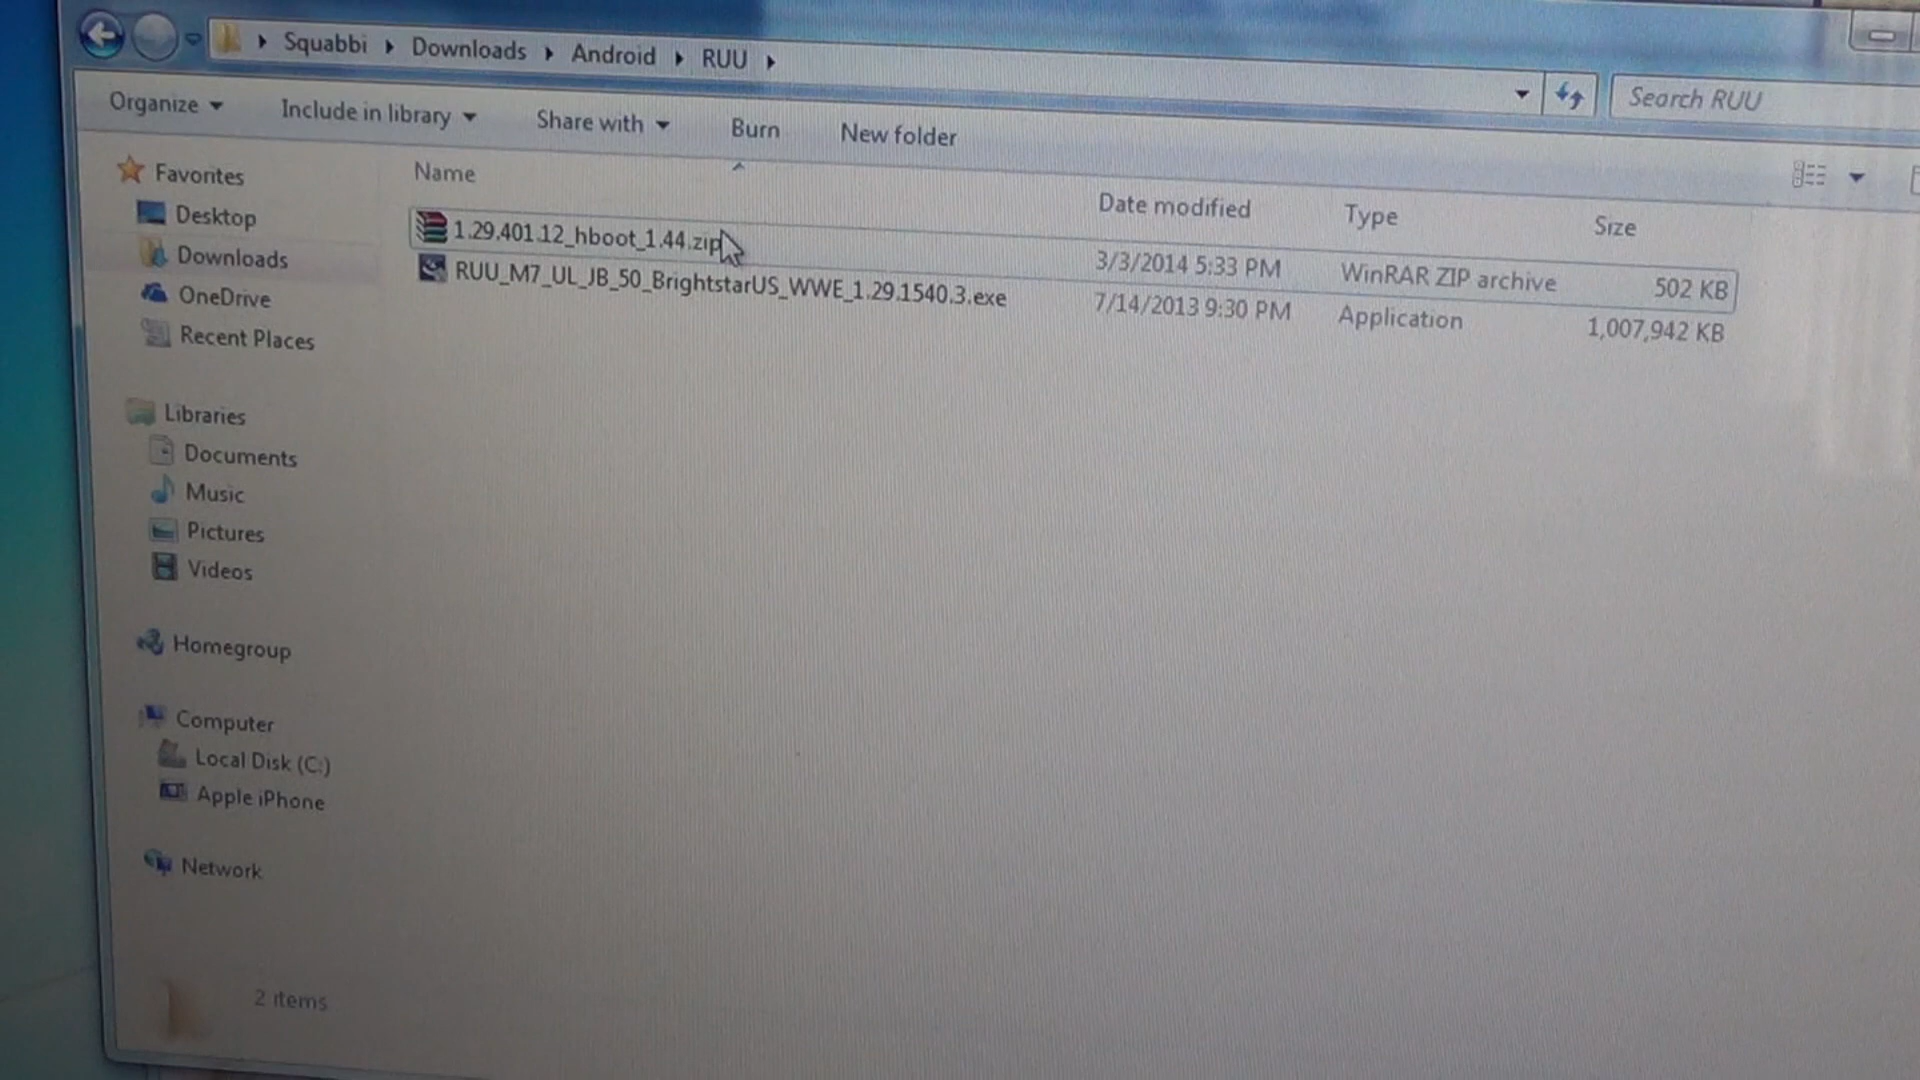 Squabbi Downloads Android RUU
Search RUU
Organize Include in library Share with Burn New folder
Favorites
Desktop
Downloads
OneDrive
Recent Places
Libraries
Documents
Music
Pictures
Videos
Homegroup
Computer
Local Disk (C:)
Apple iPhone
Network
Name Date modified Type Size
1.29.401.12_hboot_1.44.zip 3/3/2014 5:33 PM WinRAR ZIP archive 502 KB
RUU_M7_UL_JB_50_BrightstarUS_WWE_1.29.1540.3.exe 7/14/2013 9:30 PM Application 1,007,942 KB
2 items